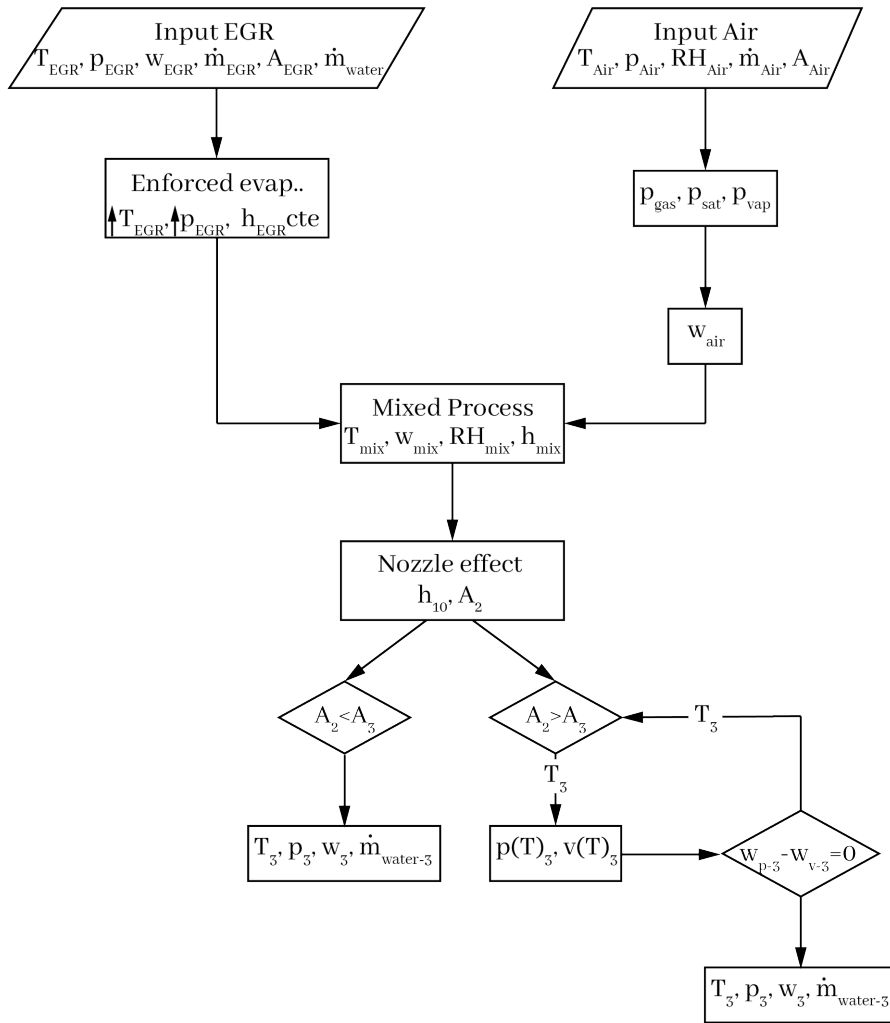 Input EGR
T_EGR, p_EGR, w_EGR, ṁ_EGR, A_EGR, ṁ_water
Input Air
T_Air, p_Air, RH_Air, ṁ_Air, A_Air
Enforced evap..
↑T_EGR, ↑p_EGR, h_EGR cte
p_gas, p_sat, p_vap
w_air
Mixed Process
T_mix, w_mix, RH_mix, h_mix
Nozzle effect
h_10, A_2
A_2<A_3
A_2>A_3
T_3
T_3
T_3, p_3, w_3, ṁ_water-3
p(T)_3, v(T)_3
w_p-3-w_v-3=0
T_3, p_3, w_3, ṁ_water-3